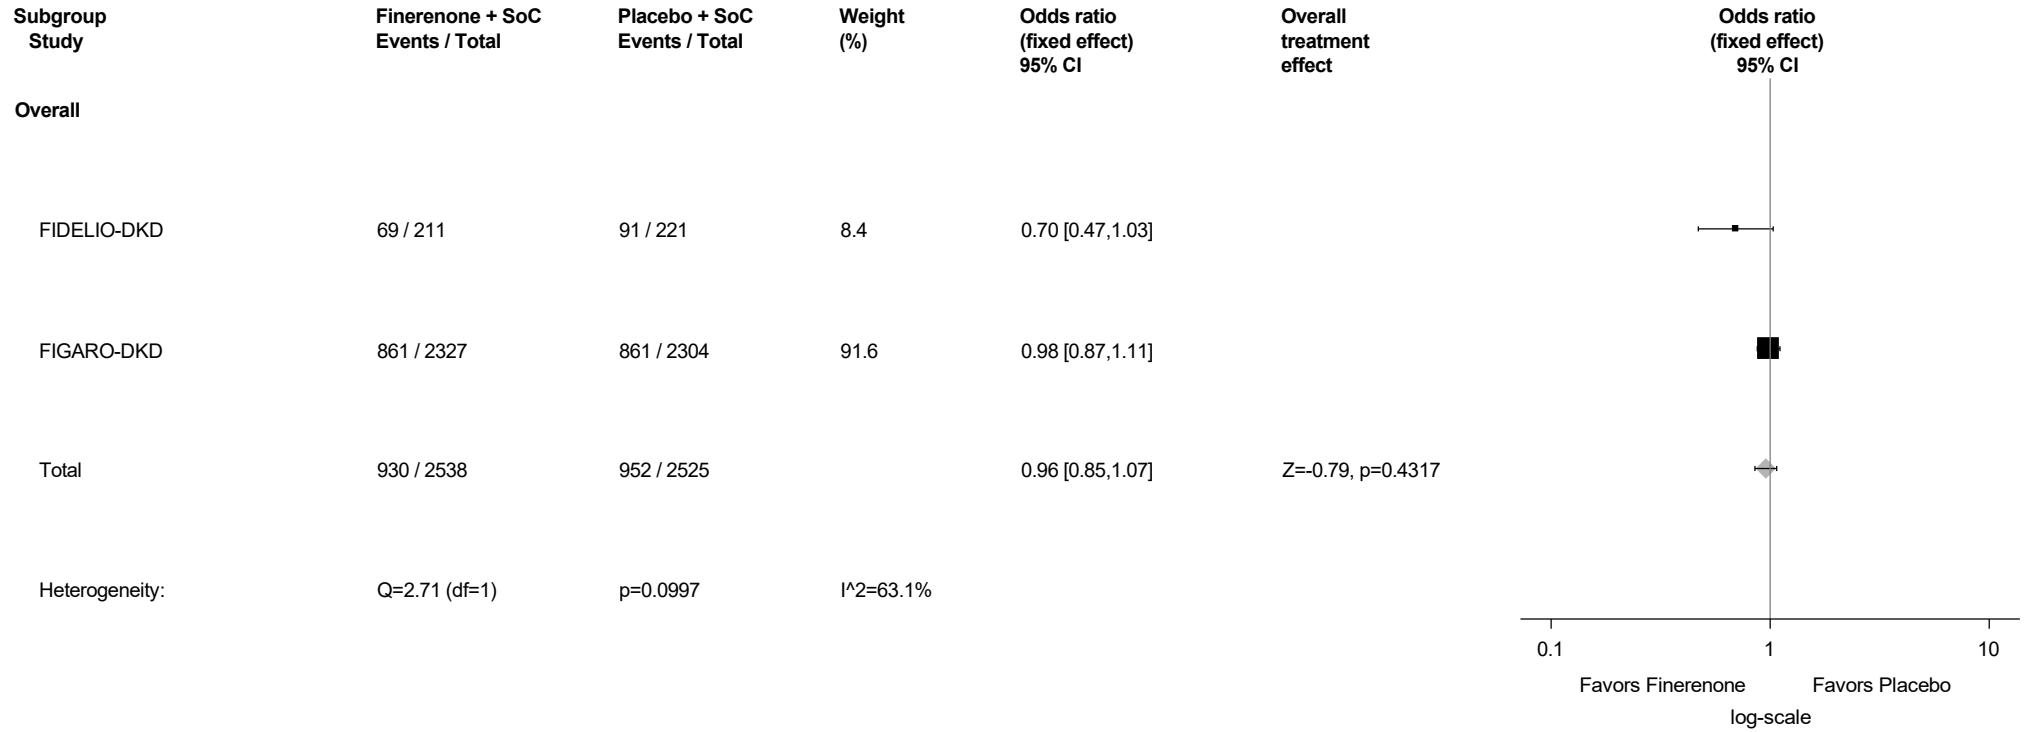 Subgroup Finerenone + SoC Placebo + SoC Weight Odds ratio Overall Odds ratio
Study Events / Total Events / Total (%) (fixed effect) treatment (fixed effect)
95% CI effect 95% CI
Overall
FIDELIO-DKD 69 / 211 91 / 221 8.4 0.70 [0.47,1.03]
FIGARO-DKD 861 / 2327 861 / 2304 91.6 0.98 [0.87,1.11]
Total 930 / 2538 952 / 2525 0.96 [0.85,1.07] Z=-0.79, p=0.4317
Heterogeneity: Q=2.71 (df=1) p=0.0997 I^2=63.1%
0.1 1 10
Favors Finerenone Favors Placebo
log-scale